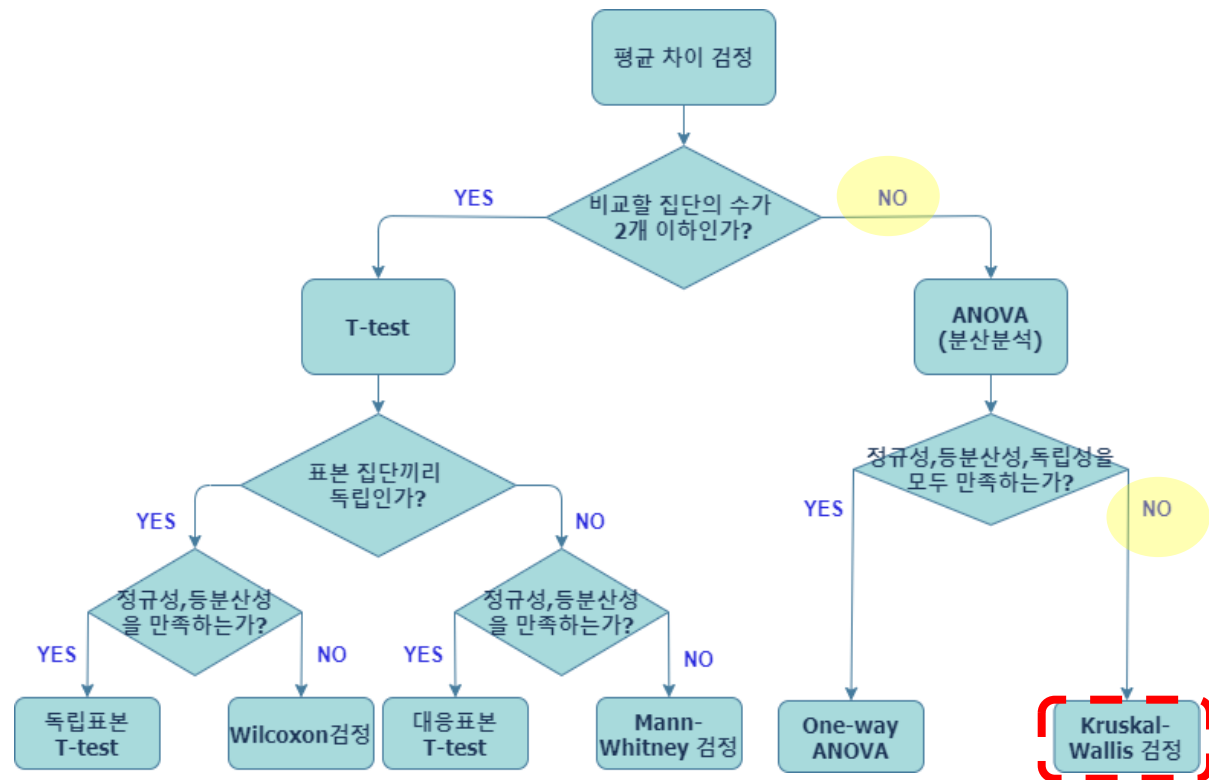 평균 차이 검정
비교할 집단의 수가
2개 이하인가?
YES
NO
T-test
ANOVA
(분산분석)
표본 집단끼리
독립인가?
정규성,등분산성,독립성을
모두 만족하는가?
YES
NO
YES
NO
정규성,등분산성
을 만족하는가?
정규성,등분산성
을 만족하는가?
YES
NO
YES
NO
독립표본
T-test
Wilcoxon검정
대응표본
T-test
Mann-
Whitney 검정
One-way
ANOVA
Kruskal-
Wallis 검정